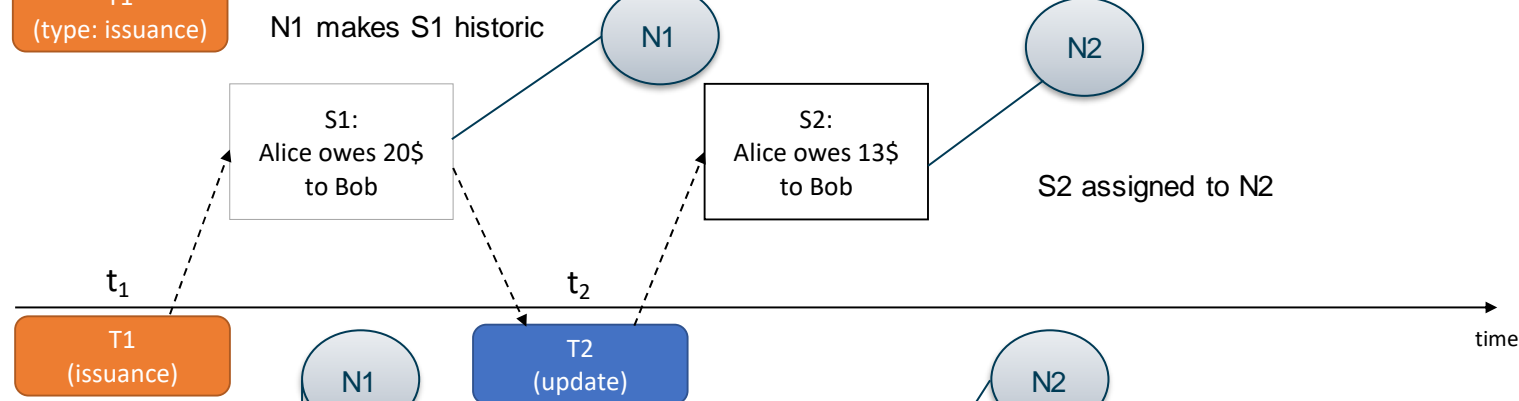 T1
(type: issuance)
N1 makes S1 historic
N1
N2
S1:
Alice owes 20$
to Bob
S2:
Alice owes 13$
to Bob
S2 assigned to N2
t₁
t₂
time
T1
(issuance)
N1
T2
(update)
N2